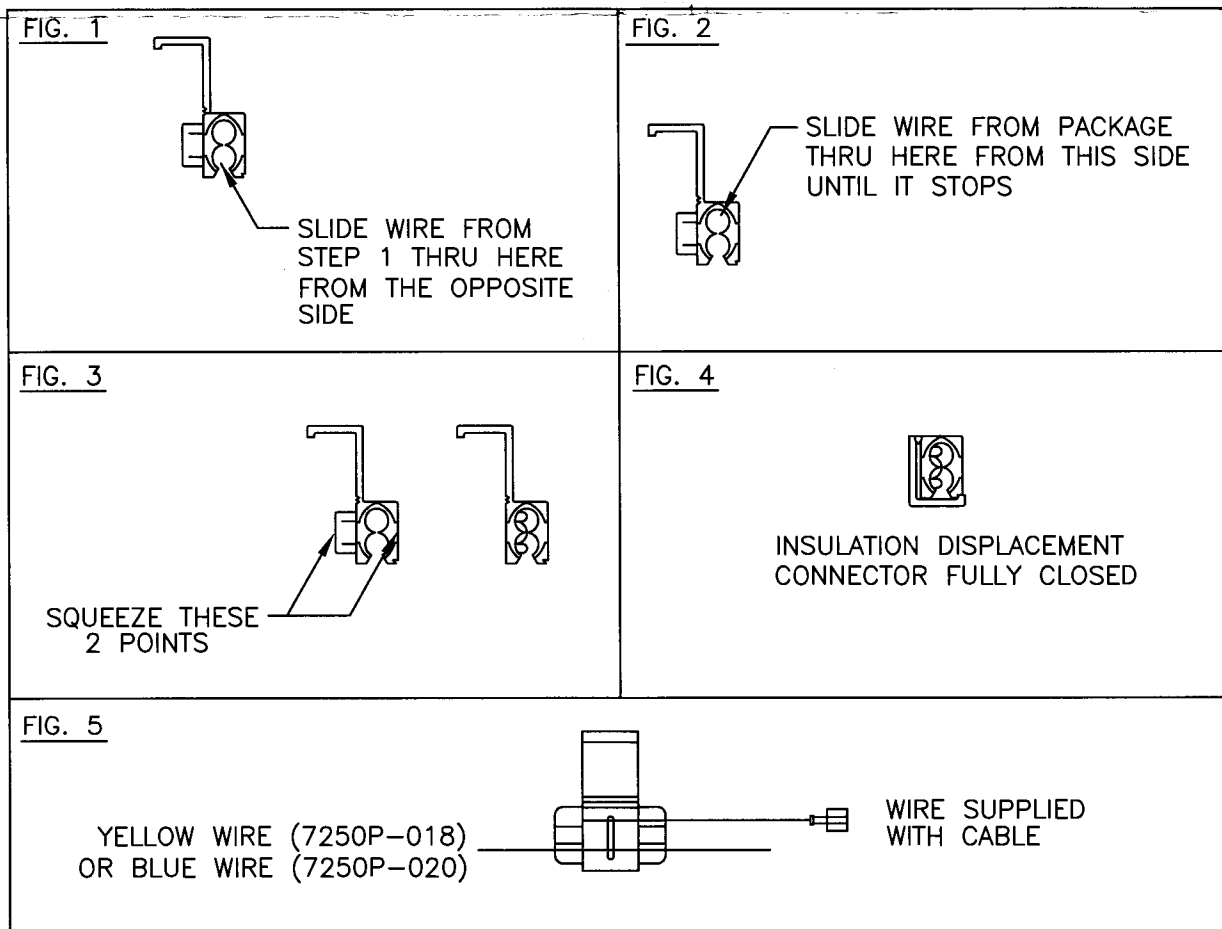 FIG. 1
SLIDE WIRE FROM
STEP 1 THRU HERE
FROM THE OPPOSITE
SIDE
FIG. 2
SLIDE WIRE FROM PACKAGE
THRU HERE FROM THIS SIDE
UNTIL IT STOPS
FIG. 3
SQUEEZE THESE
2 POINTS
FIG. 4
INSULATION DISPLACEMENT
CONNECTOR FULLY CLOSED
FIG. 5
YELLOW WIRE (7250P-018)
OR BLUE WIRE (7250P-020)
WIRE SUPPLIED
WITH CABLE